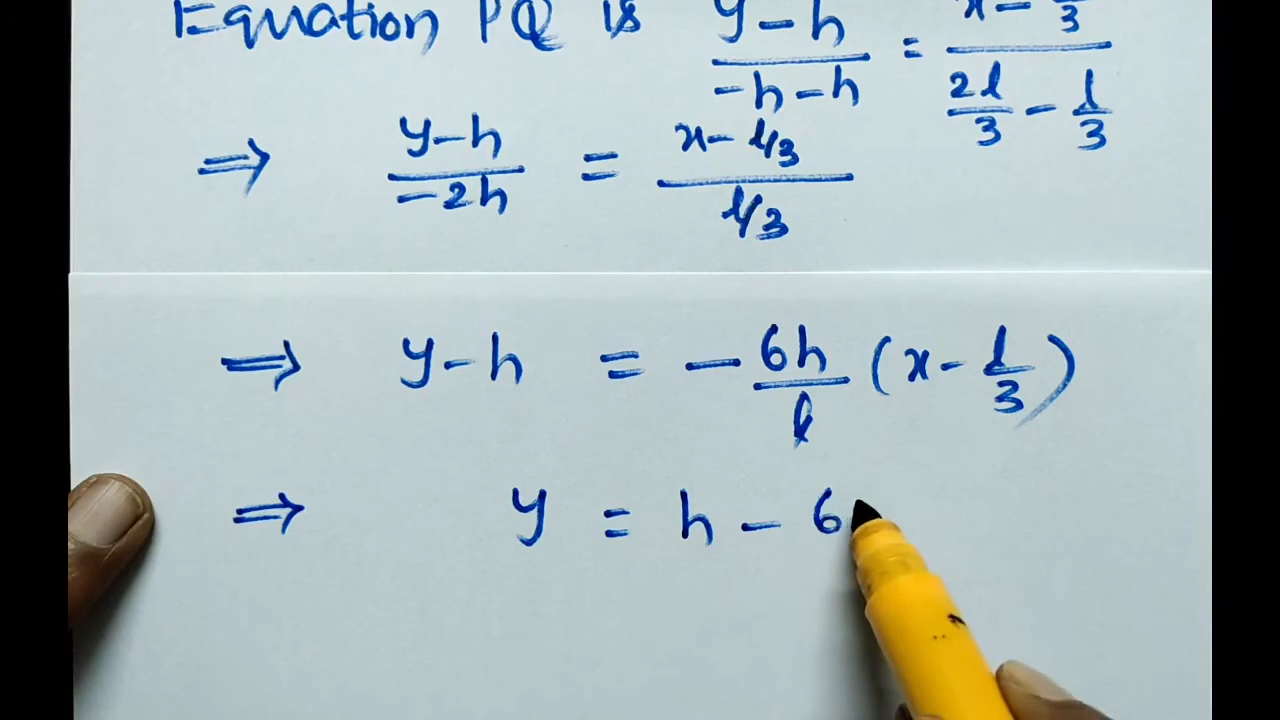 Equation PQ is (y-h)/(-h-h) = (x-l/3)/(2l/3 - l/3)
⇒ (y-h)/(-2h) = (x-l/3)/(l/3)
⇒ y-h = -6h/l (x-l/3)
⇒ y = h-6